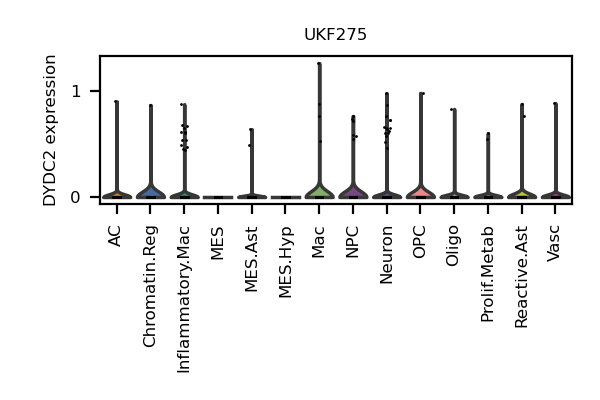 UKF275
DYDC2 expression
1
0
AC
Chromatin.Reg
Inflammatory.Mac
MES
MES.Ast
MES.Hyp
Mac
NPC
Neuron
OPC
Oligo
Prolif.Metab
Reactive.Ast
Vasc